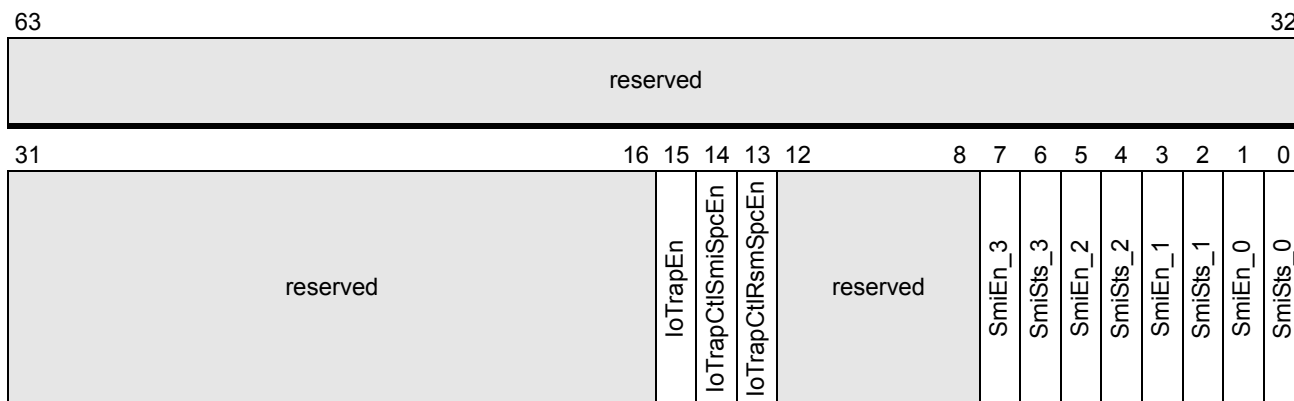 63 32
reserved
31 16 15 14 13 12 8 7 6 5 4 3 2 1 0
reserved
IoTrapEn
IoTrapCtlSmiSpcEn
IoTrapCtlRsmSpcEn
reserved
SmiEn_3
SmiSts_3
SmiEn_2
SmiSts_2
SmiEn_1
SmiSts_1
SmiEn_0
SmiSts_0